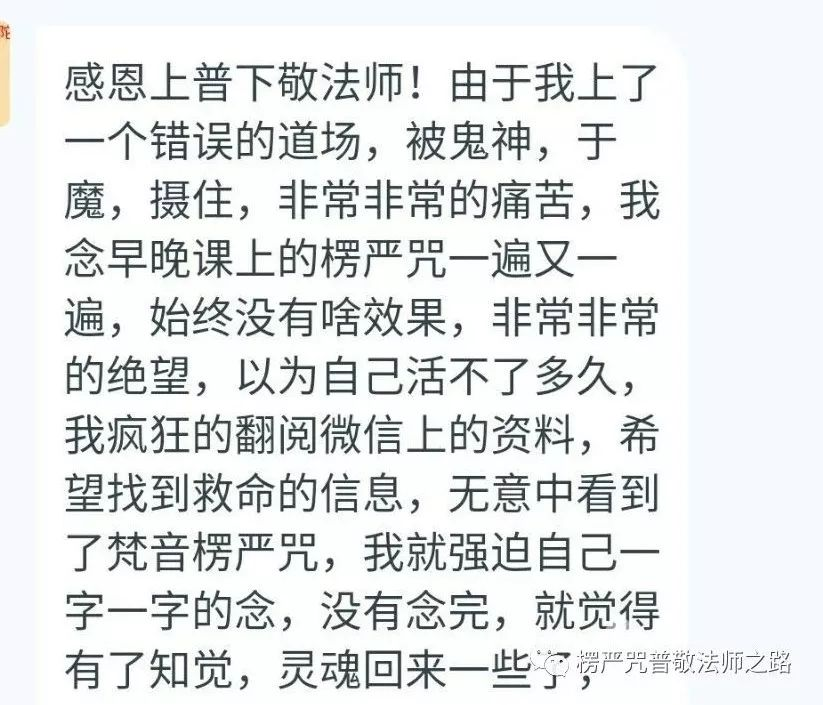 感恩上普下敬法师！由于我上了
一个错误的道场，被鬼神，于
魔，摄住，非常非常的痛苦，我
念早晚课上的楞严咒一遍又一
遍，始终没有啥效果，非常非常
的绝望，以为自己活不了多久，
我疯狂的翻阅微信上的资料，希
望找到救命的信息，无意中看到
了梵音楞严咒，我就强迫自己一
字一字的念，没有念完，就觉得
有了知觉，灵魂回来一些了，
楞严咒普敬法师之路